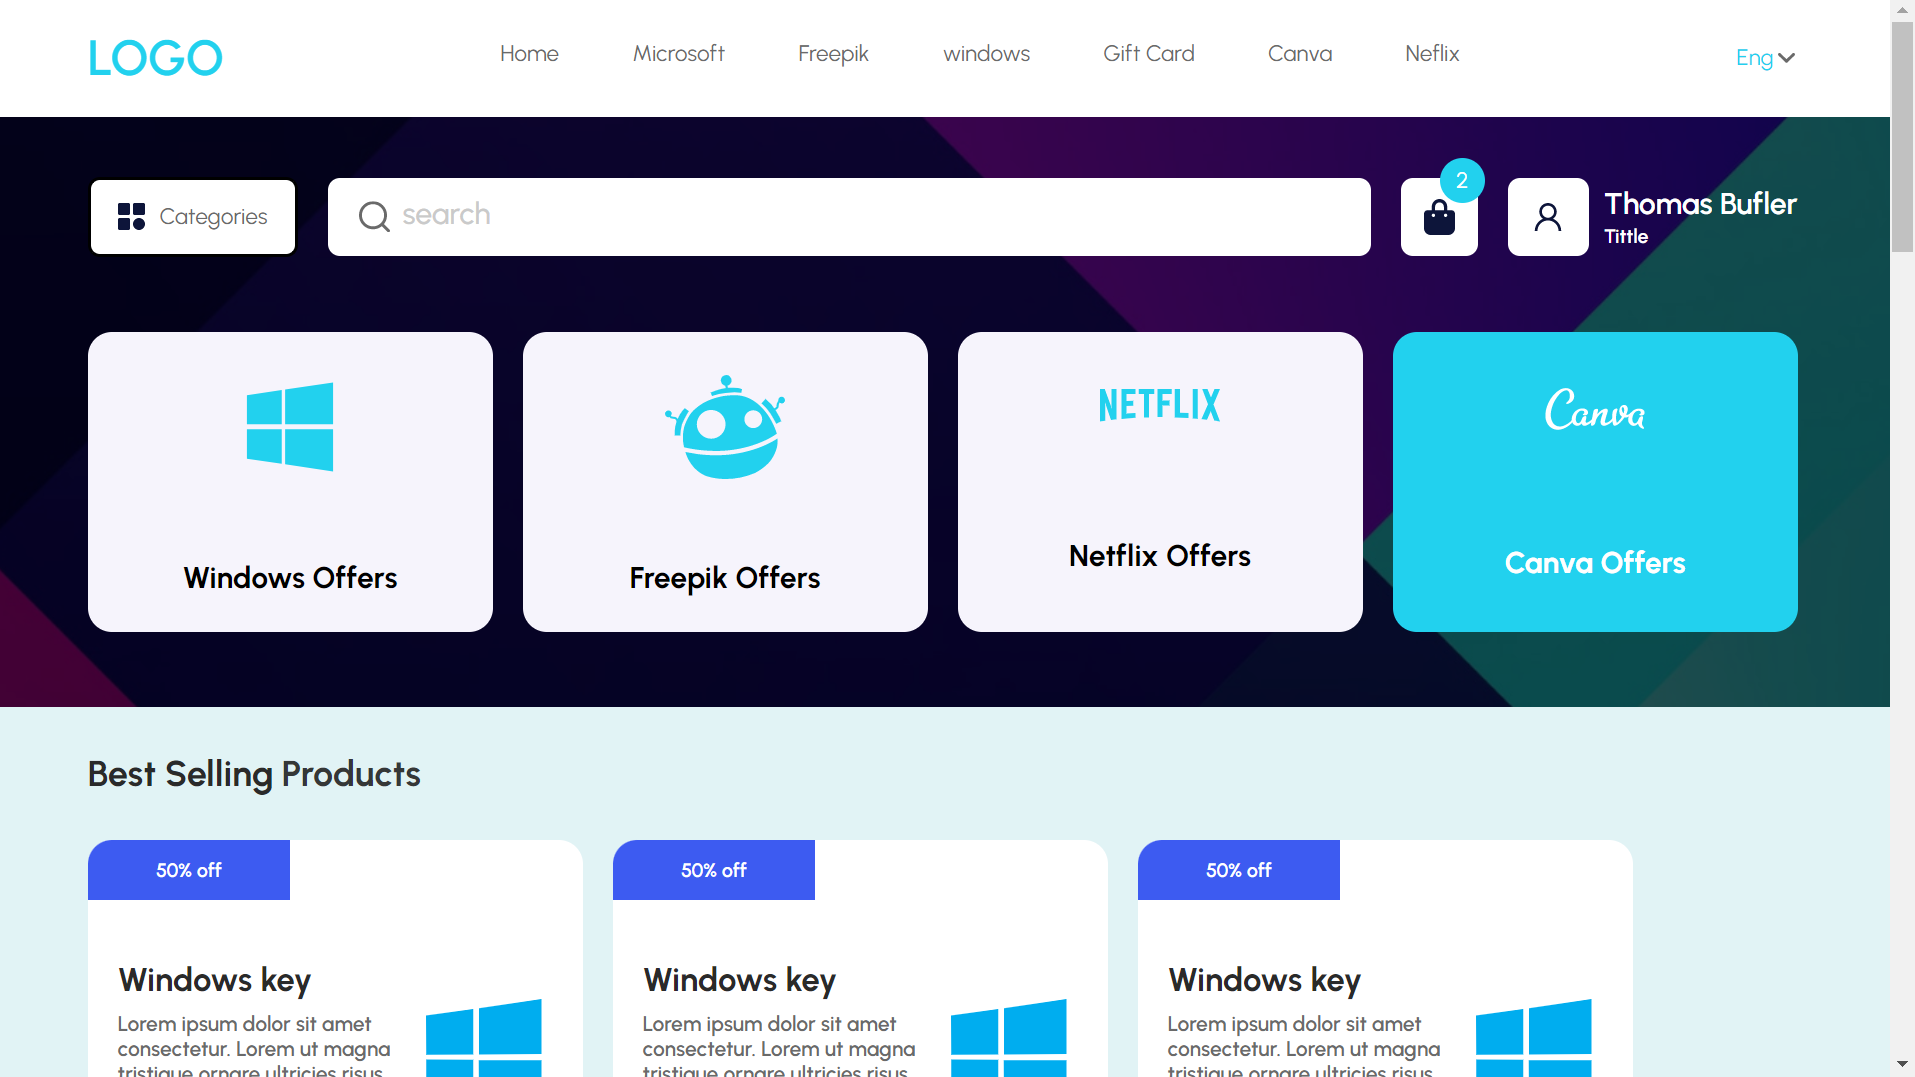 LOGO
Home
Microsoft
Freepik
windows
Gift Card
Canva
Neflix
Eng
Categories
search
2
Thomas Bufler
Tittle
NETFLIX
Canva
Windows Offers
Freepik Offers
Netflix Offers
Canva Offers
Best Selling Products
50% off
Windows key
Lorem ipsum dolor sit amet
consectetur. Lorem ut magna
tristique ornare ultricies risus
50% off
Windows key
Lorem ipsum dolor sit amet
consectetur. Lorem ut magna
tristique ornare ultricies risus
50% off
Windows key
Lorem ipsum dolor sit amet
consectetur. Lorem ut magna
tristique ornare ultricies risus